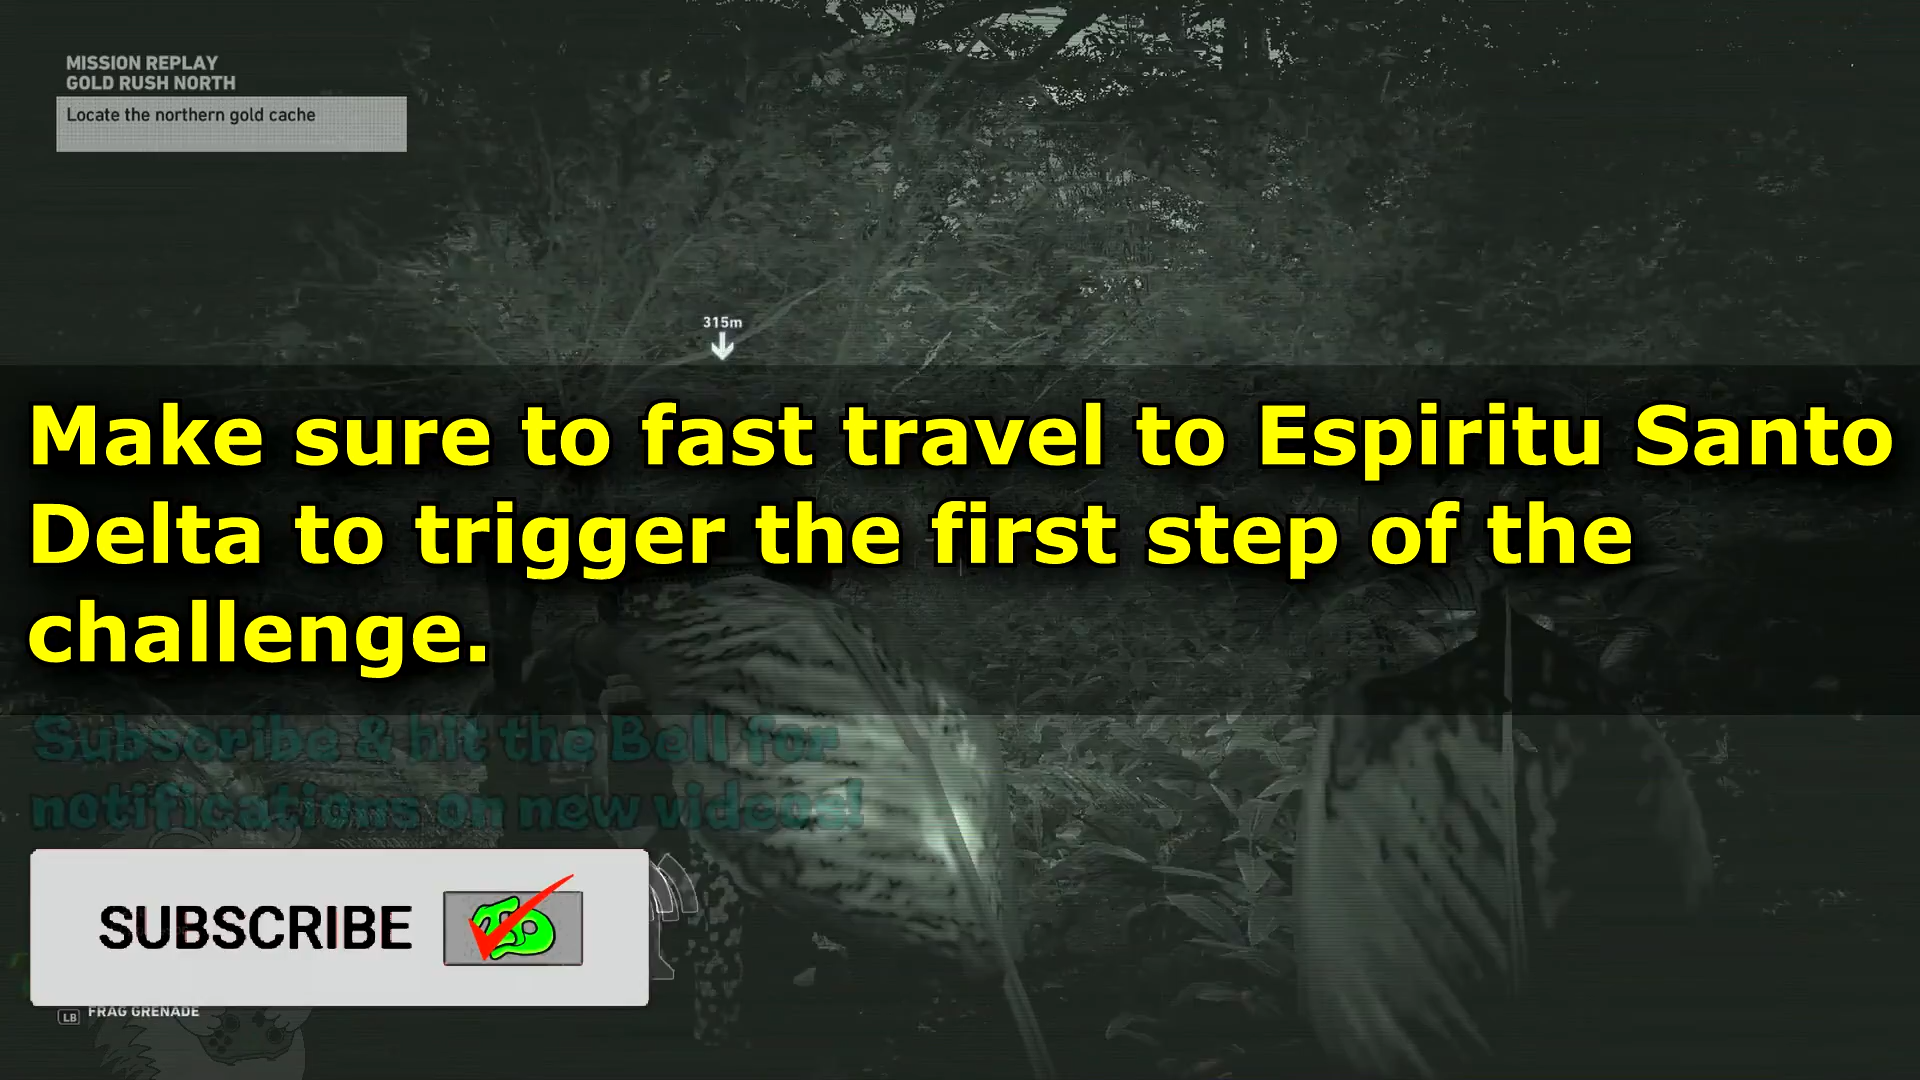 MISSION REPLAY
GOLD RUSH NORTH
Locate the northern gold cache
315m
Make sure to fast travel to Espiritu Santo
Delta to trigger the first step of the
challenge.
Subscribe & hit the Bell for
notifications on new videos!
SUBSCRIBE
LB FRAG GRENADE